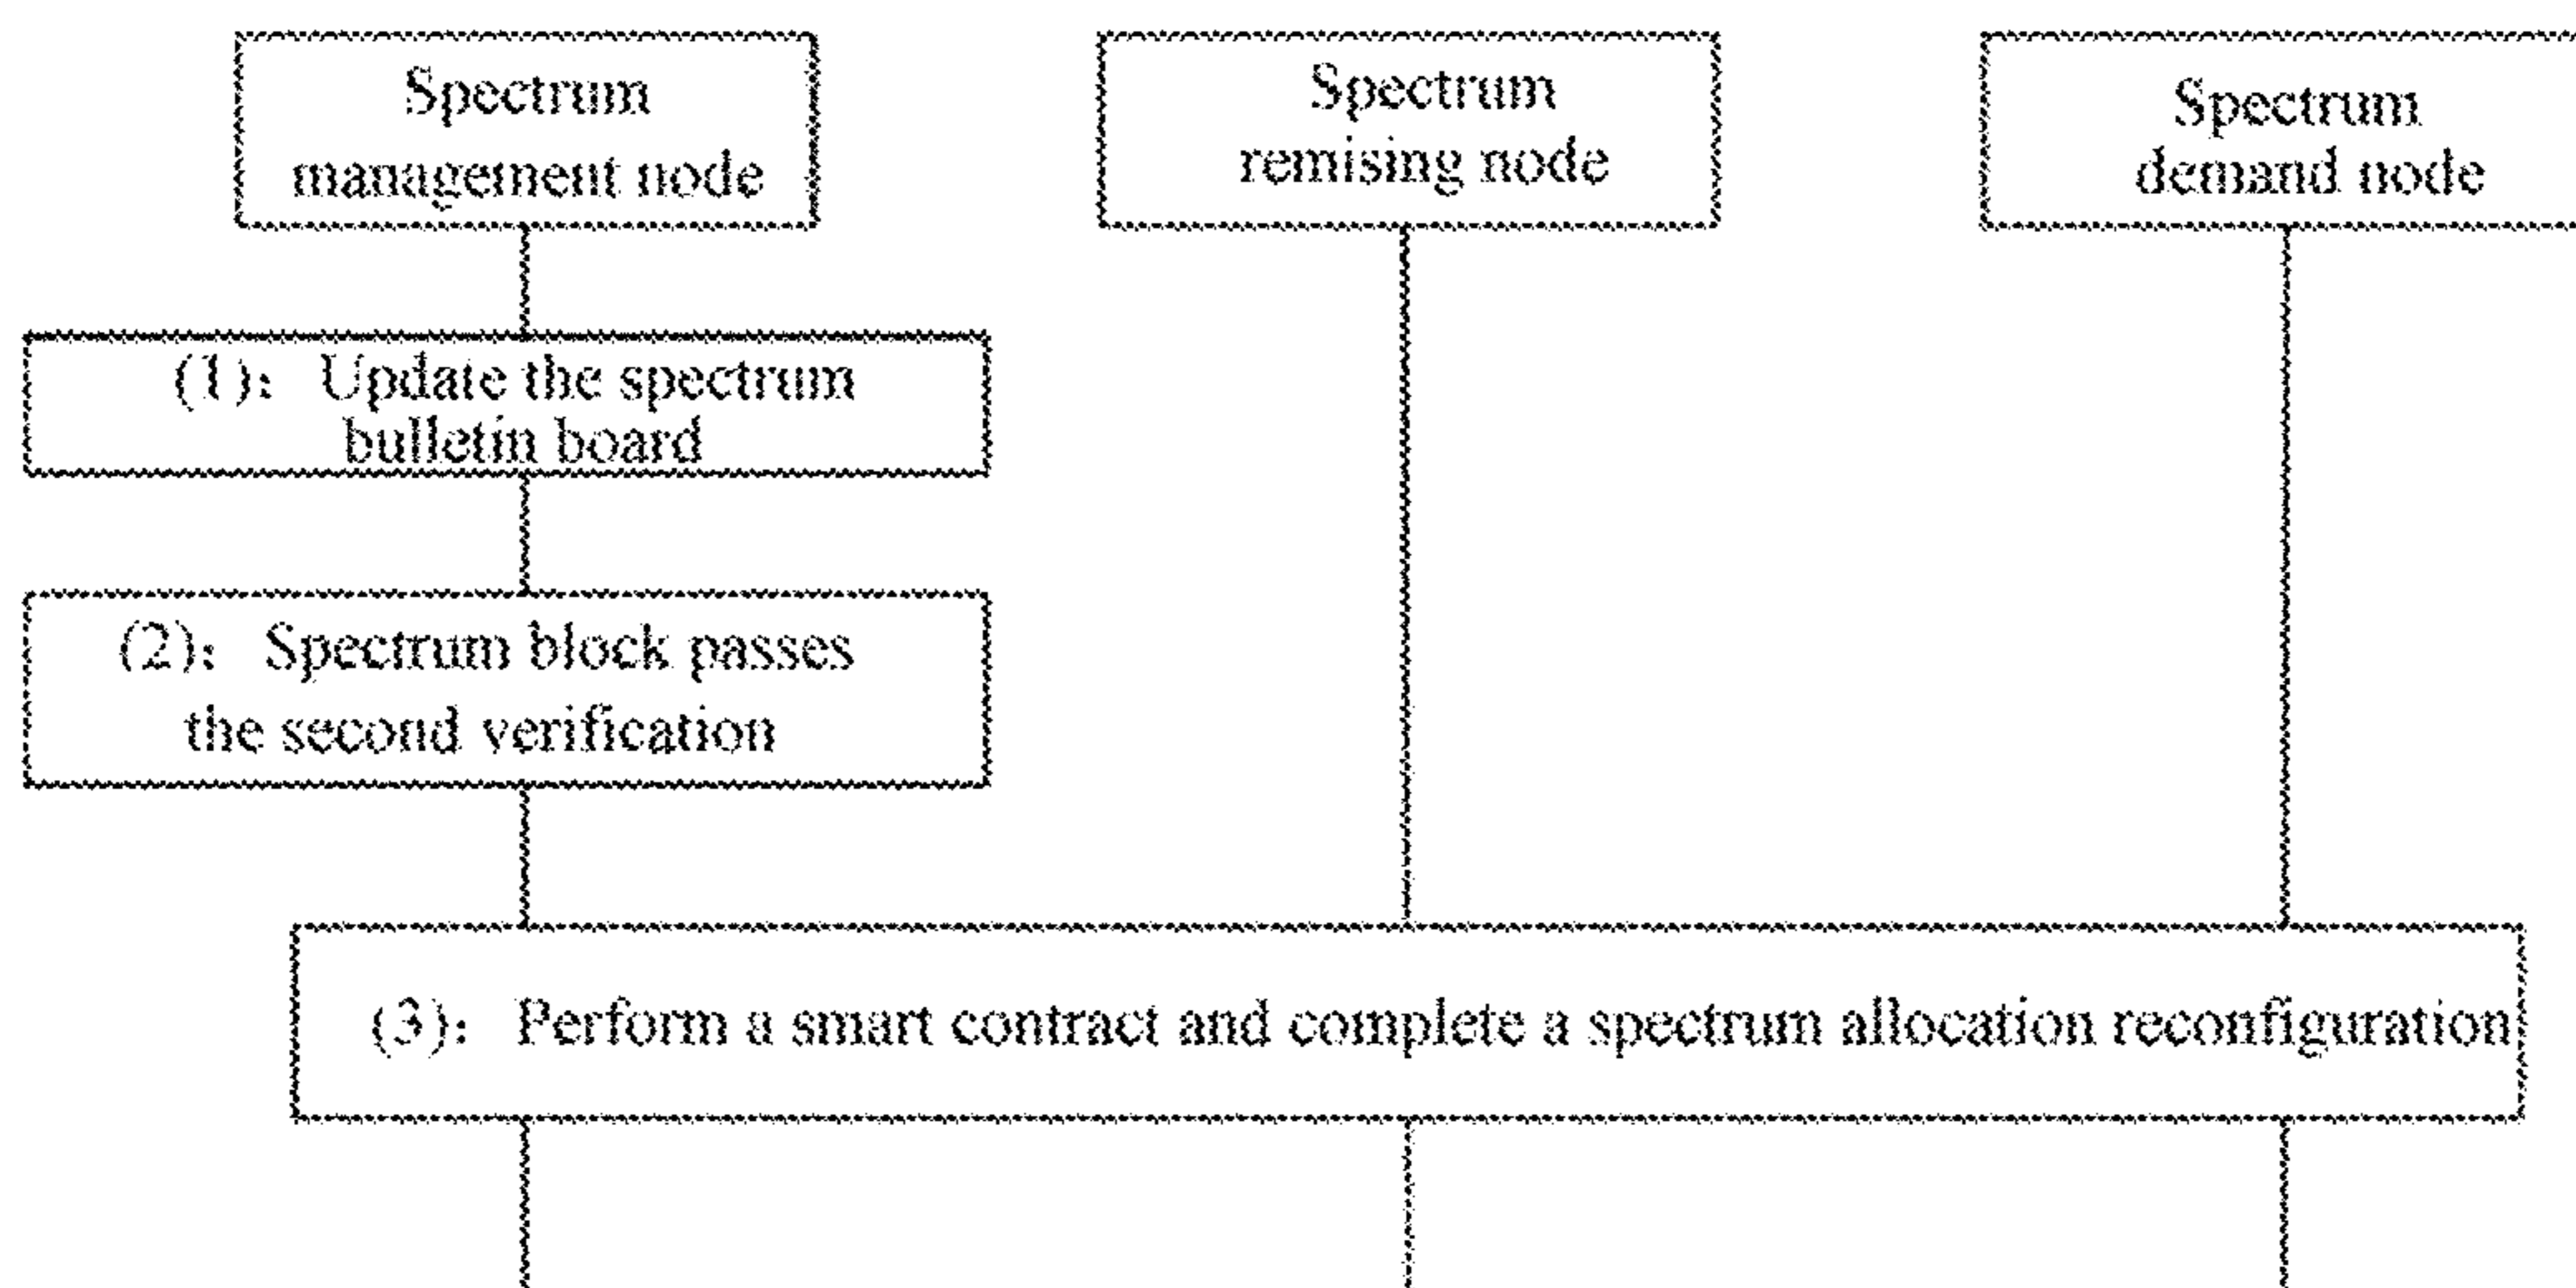 Spectrum
management node
Spectrum
remising node
Spectrum
demand node
(1): Update the spectrum
bulletin board
(2): Spectrum block passes
the second verification
(3): Perform a smart contract and complete a spectrum allocation reconfiguration